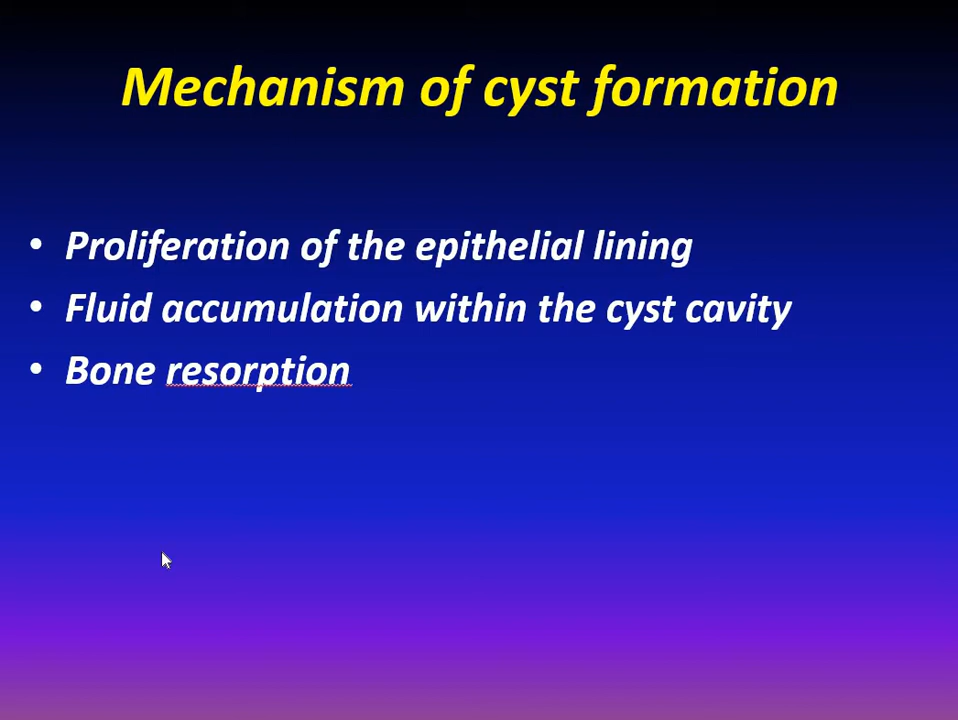 Mechanism of cyst formation
• Proliferation of the epithelial lining
• Fluid accumulation within the cyst cavity
• Bone resorption